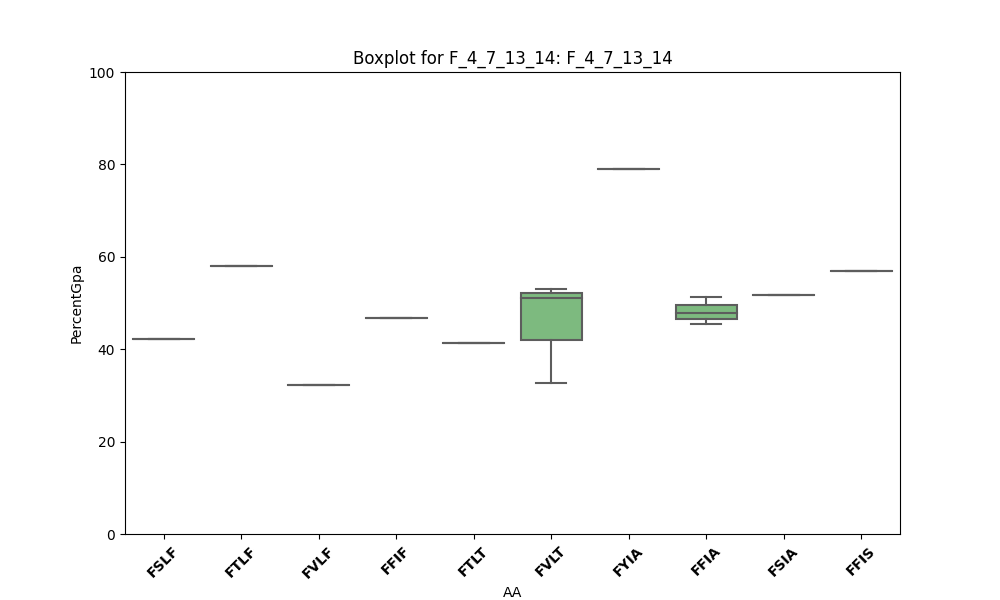 Boxplot for F_4_7_13_14: F_4_7_13_14
100
80
60
40
20
0
PercentGpa
FSLF
FTLF
FVLF
FFIF
FTLT
FVLT
FYIA
FFIA
FSIA
FFIS
AA